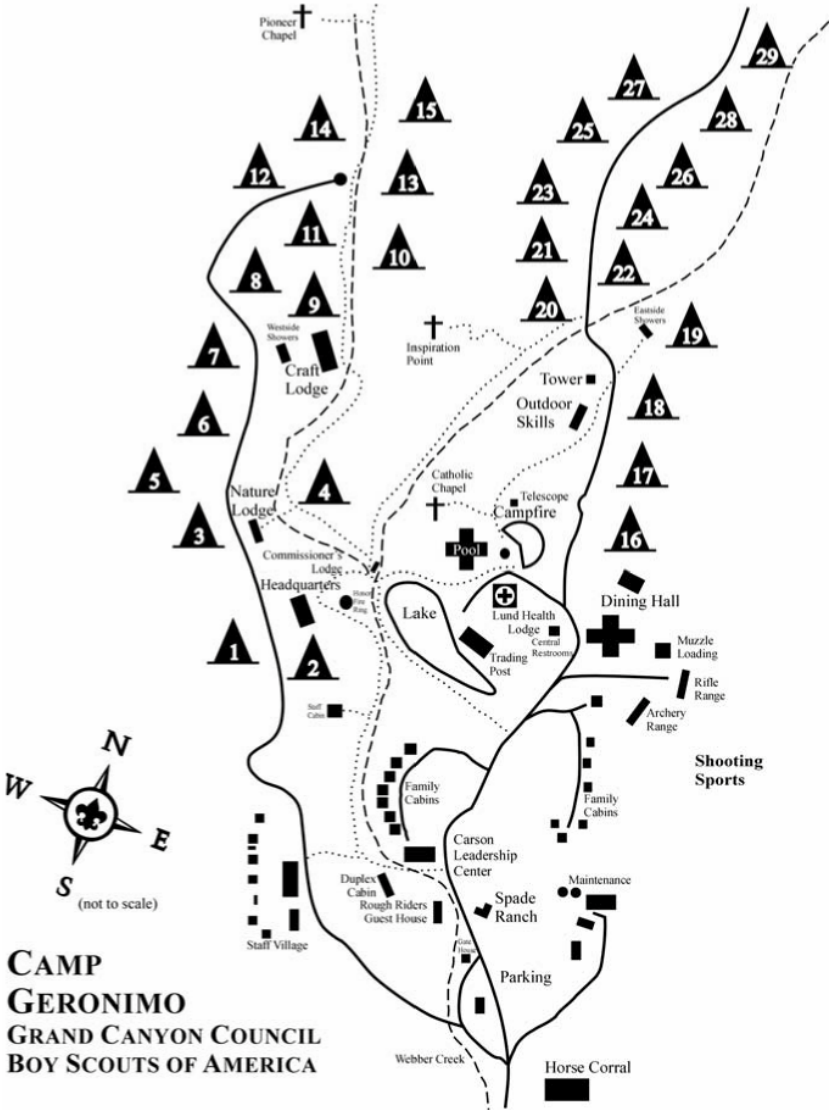 Pioneer
Chapel
29
27
15
28
14
25
12
13
23
26
11
24
10
21
8
22
9
20
Eastside
Showers
19
Westside
Showers
Inspiration
Point
7
Craft
Lodge
Tower
Outdoor
Skills
18
6
5
4
17
Nature
Lodge
Catholic
Chapel
Telescope
Campfire
3
16
Commissioner's
Lodge
Pool
Headquarters
Honor
Fire
Ring
Lake
Lund Health
Lodge
Dining Hall
Central
Restrooms
Muzzle
Loading
1
2
Trading
Post
Rifle
Range
Staff
Cabin
Archery
Range
N
W
E
S
(not to scale)
Shooting
Sports
Family
Cabins
Family
Cabins
Carson
Leadership
Center
Duplex
Cabin
Rough Riders
Guest House
Maintenance
Spade
Ranch
Staff Village
Gate
House
Parking
CAMP
GERONIMO
GRAND CANYON COUNCIL
BOY SCOUTS OF AMERICA
Webber Creek
Horse Corral